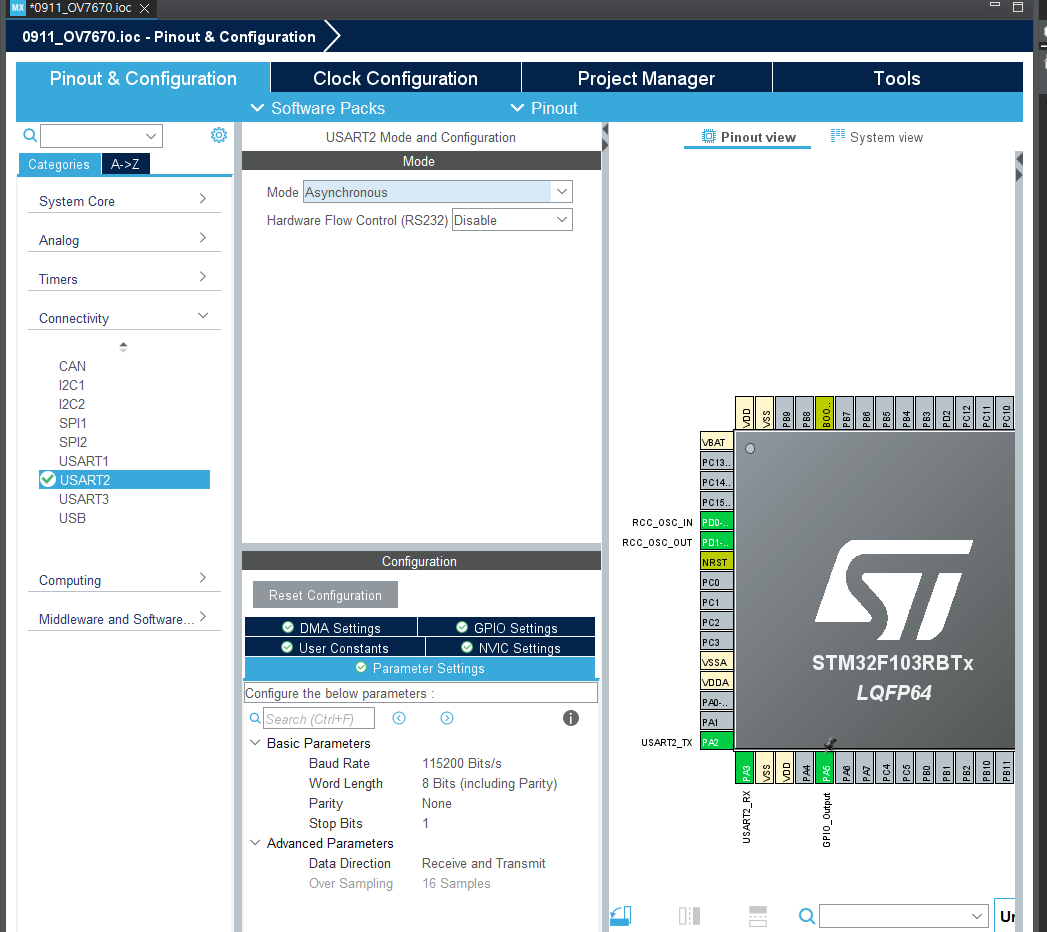 MX *0911_OV7670.ioc
0911_OV7670.ioc - Pinout & Configuration
Pinout & Configuration
Clock Configuration
Project Manager
Tools
Software Packs
Pinout
Categories
A->Z
System Core
Analog
Timers
Connectivity
CAN
I2C1
I2C2
SPI1
SPI2
USART1
USART2
USART3
USB
Computing
Middleware and Software...
USART2 Mode and Configuration
Mode
Mode Asynchronous
Hardware Flow Control (RS232) Disable
Configuration
Reset Configuration
DMA Settings
GPIO Settings
User Constants
NVIC Settings
Parameter Settings
Configure the below parameters :
Search (Ctrl+F)
Basic Parameters
Baud Rate 115200 Bits/s
Word Length 8 Bits (including Parity)
Parity None
Stop Bits 1
Advanced Parameters
Data Direction Receive and Transmit
Over Sampling 16 Samples
Pinout view
System view
VDD
VSS
PB9
PB8
BOO..
PB7
PB6
PB5
PB4
PB3
PD2
PC12
PC11
PC10
VBAT
PC13..
PC14..
PC15..
RCC_OSC_IN PD0-..
RCC_OSC_OUT PD1-..
NRST
PC0
PC1
PC2
PC3
VSSA
VDDA
PA0-..
PA1
USART2_TX PA2
STM32F103RBTx
LQFP64
PA3
VSS
VDD
PA4
PA5
PA6
PA7
PC4
PC5
PB0
PB1
PB2
PB10
PB11
USART2_RX
GPIO_Output